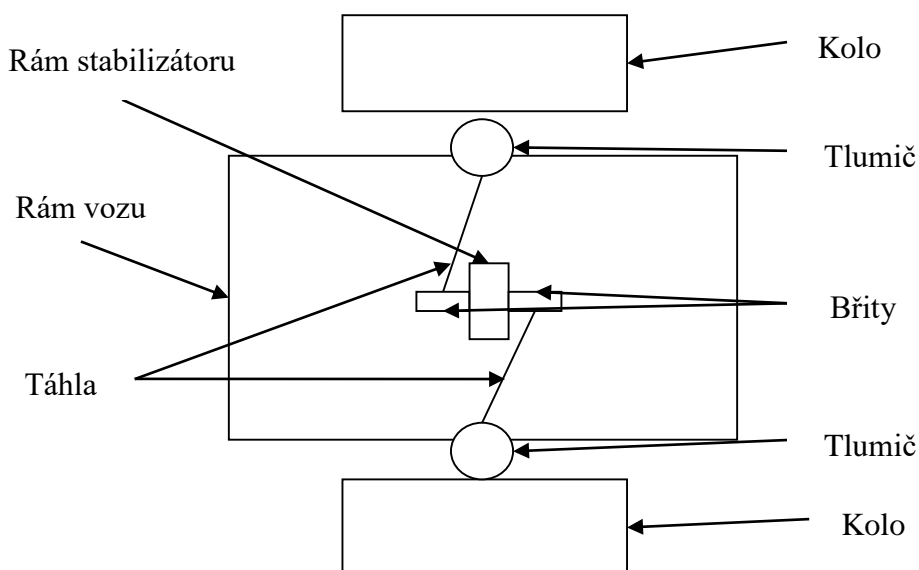 Kolo
Rám stabilizátoru
Tlumič
Rám vozu
Břity
Táhla
Tlumič
Kolo